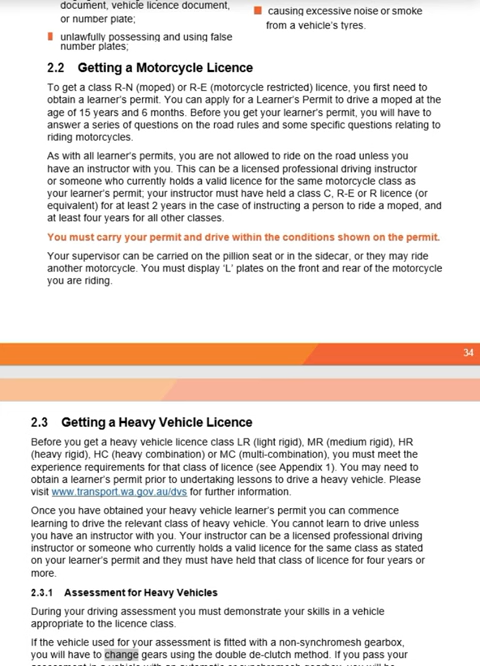 document, vehicle licence document,
or number plate;
unlawfully possessing and using false
number plates;
causing excessive noise or smoke
from a vehicle's tyres.
2.2 Getting a Motorcycle Licence
To get a class R-N (moped) or R-E (motorcycle restricted) licence, you first need to
obtain a learner's permit. You can apply for a Learner's Permit to drive a moped at the
age of 15 years and 6 months. Before you get your learner's permit, you will have to
answer a series of questions on the road rules and some specific questions relating to
riding motorcycles.
As with all learner's permits, you are not allowed to ride on the road unless you
have an instructor with you. This can be a licensed professional driving instructor
or someone who currently holds a valid licence for the same motorcycle class as
your learner's permit; your instructor must have held a class C, R-E or R licence (or
equivalent) for at least 2 years in the case of instructing a person to ride a moped, and
at least four years for all other classes.
You must carry your permit and drive within the conditions shown on the permit.
Your supervisor can be carried on the pillion seat or in the sidecar, or they may ride
another motorcycle. You must display 'L' plates on the front and rear of the motorcycle
you are riding.
34
2.3 Getting a Heavy Vehicle Licence
Before you get a heavy vehicle licence class LR (light rigid), MR (medium rigid), HR
(heavy rigid), HC (heavy combination) or MC (multi-combination), you must meet the
experience requirements for that class of licence (see Appendix 1). You may need to
obtain a learner's permit prior to undertaking lessons to drive a heavy vehicle. Please
visit www.transport.wa.gov.au/dvs for further information.
Once you have obtained your heavy vehicle learner's permit you can commence
learning to drive the relevant class of heavy vehicle. You cannot learn to drive unless
you have an instructor with you. Your instructor can be a licensed professional driving
instructor or someone who currently holds a valid licence for the same class as stated
on your learner's permit and they must have held that class of licence for four years or
more.
2.3.1 Assessment for Heavy Vehicles
During your driving assessment you must demonstrate your skills in a vehicle
appropriate to the licence class.
If the vehicle used for your assessment is fitted with a non-synchromesh gearbox,
you will have to change gears using the double de-clutch method. If you pass your